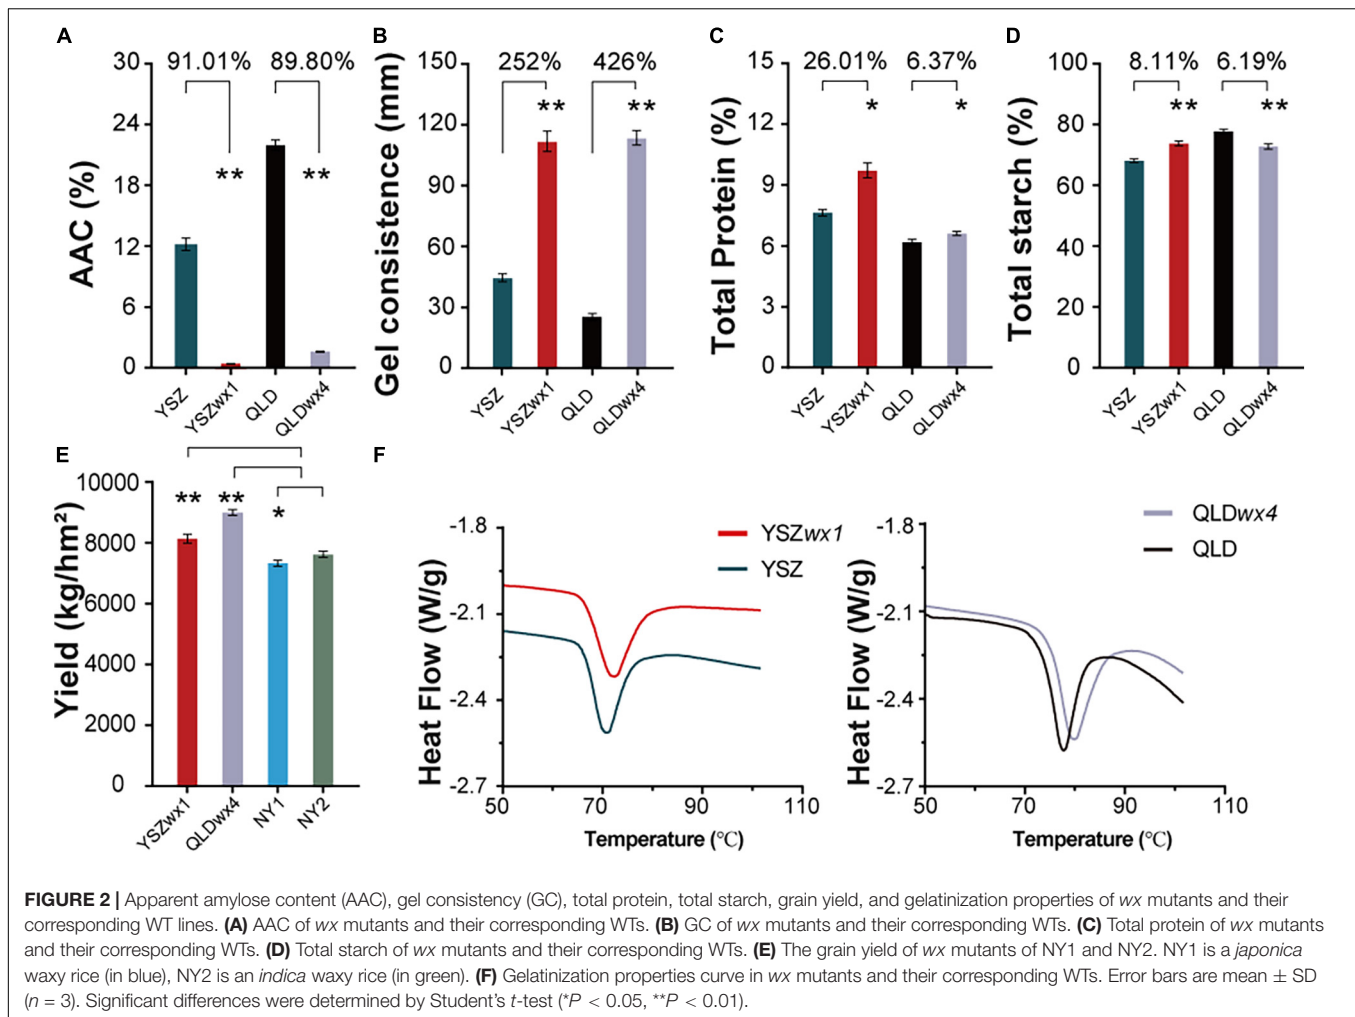 A
AAC (%)
30
24
18
12
6
0
91.01%
89.80%
**
**
YSZ
YSZwx1
QLD
QLDwx4
B
Gel consistence (mm)
150
120
90
60
30
0
252%
426%
**
**
YSZ
YSZwx1
QLD
QLDwx4
C
Total Protein (%)
15
12
9
6
3
0
26.01%
6.37%
*
*
YSZ
YSZwx1
QLD
QLDwx4
D
Total starch (%)
100
80
60
40
20
0
8.11%
6.19%
**
**
YSZ
YSZwx1
QLD
QLDwx4
E
Yield (kg/hm²)
10000
8000
6000
4000
2000
0
**
**
*
YSZwx1
QLDwx4
NY1
NY2
F
Heat Flow (W/g)
-1.8
-2.1
-2.4
-2.7
50
70
90
110
Temperature (°C)
YSZwx1
YSZ
Heat Flow (W/g)
-1.8
-2.1
-2.4
-2.7
50
70
90
110
Temperature (°C)
QLDwx4
QLD
FIGURE 2 | Apparent amylose content (AAC), gel consistency (GC), total protein, total starch, grain yield, and gelatinization properties of wx mutants and their
corresponding WT lines. (A) AAC of wx mutants and their corresponding WTs. (B) GC of wx mutants and their corresponding WTs. (C) Total protein of wx mutants
and their corresponding WTs. (D) Total starch of wx mutants and their corresponding WTs. (E) The grain yield of wx mutants of NY1 and NY2. NY1 is a japonica
waxy rice (in blue), NY2 is an indica waxy rice (in green). (F) Gelatinization properties curve in wx mutants and their corresponding WTs. Error bars are mean ± SD
(n = 3). Significant differences were determined by Student's t-test (*P < 0.05, **P < 0.01).